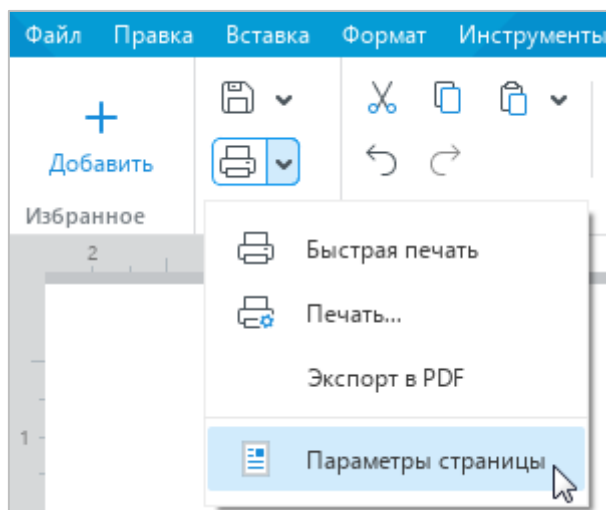 Файл Правка Вставка Формат Инструменты
Добавить
Избранное
2
Быстрая печать
Печать...
Экспорт в PDF
1
Параметры страницы